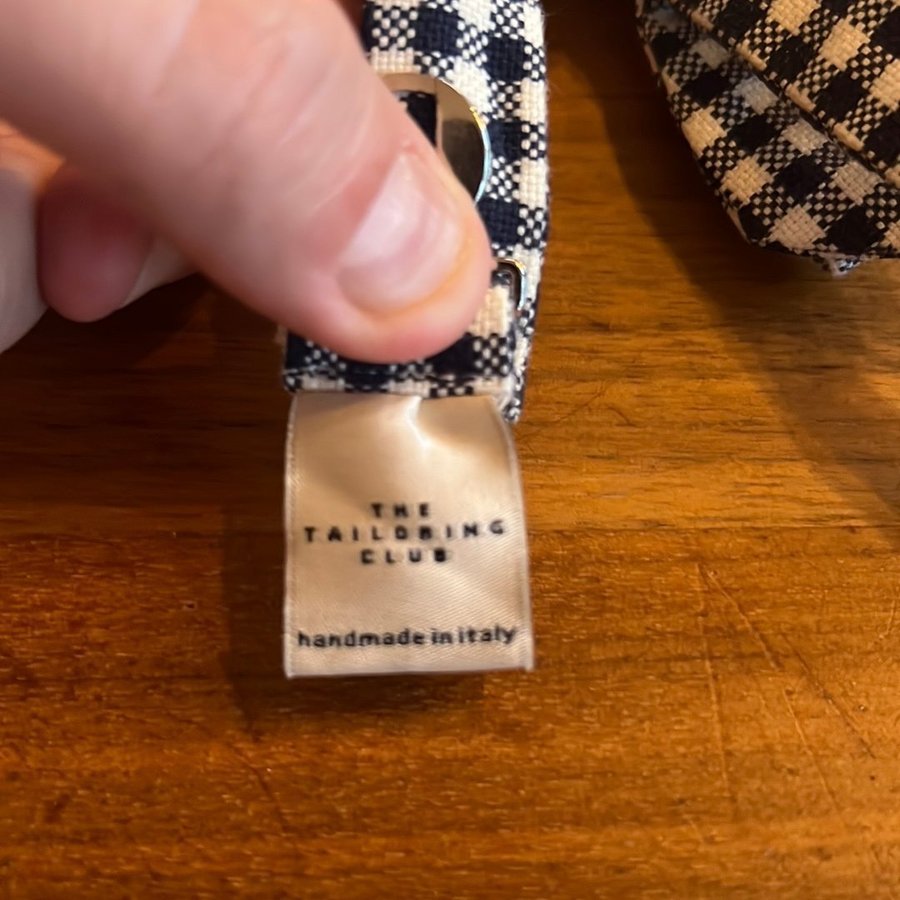 THE
TAILORING
CLUB
handmade in italy